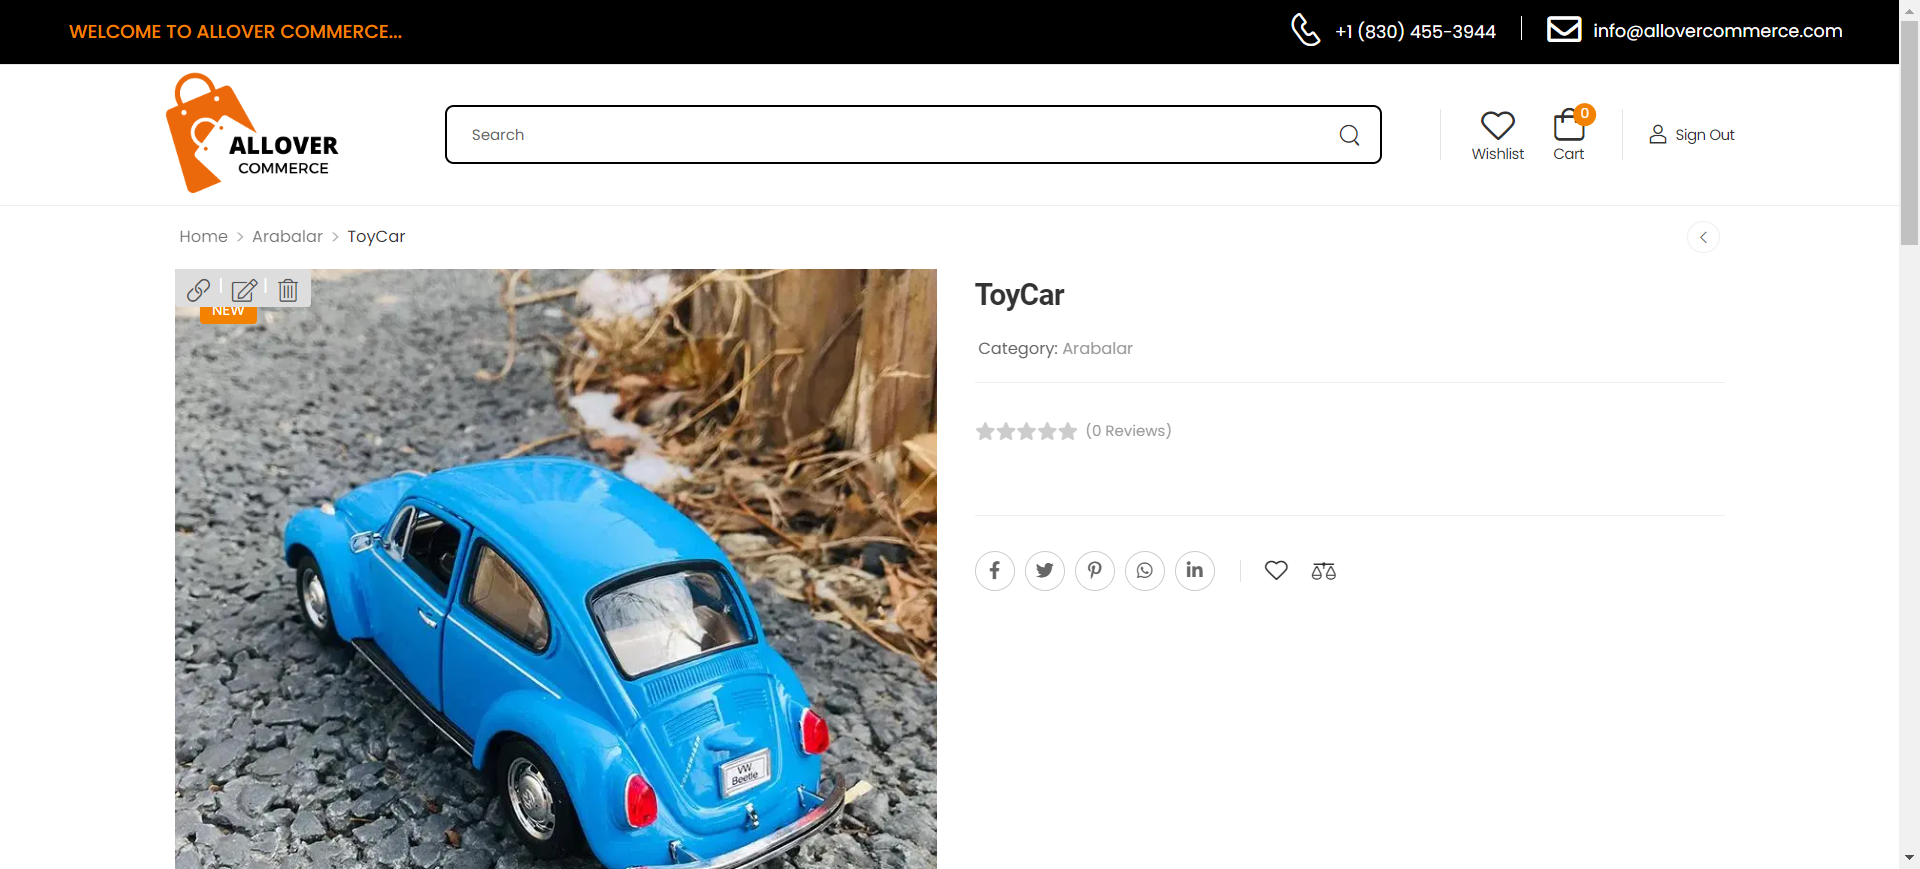 WELCOME TO ALLOVER COMMERCE...
+1 (830) 455-3944
info@allovercommerce.com
ALLOVER
COMMERCE
Search
Wishlist
0
Cart
Sign Out
Home > Arabalar > ToyCar
NEW
ToyCar
Category: Arabalar
(0 Reviews)
VW
Beetle